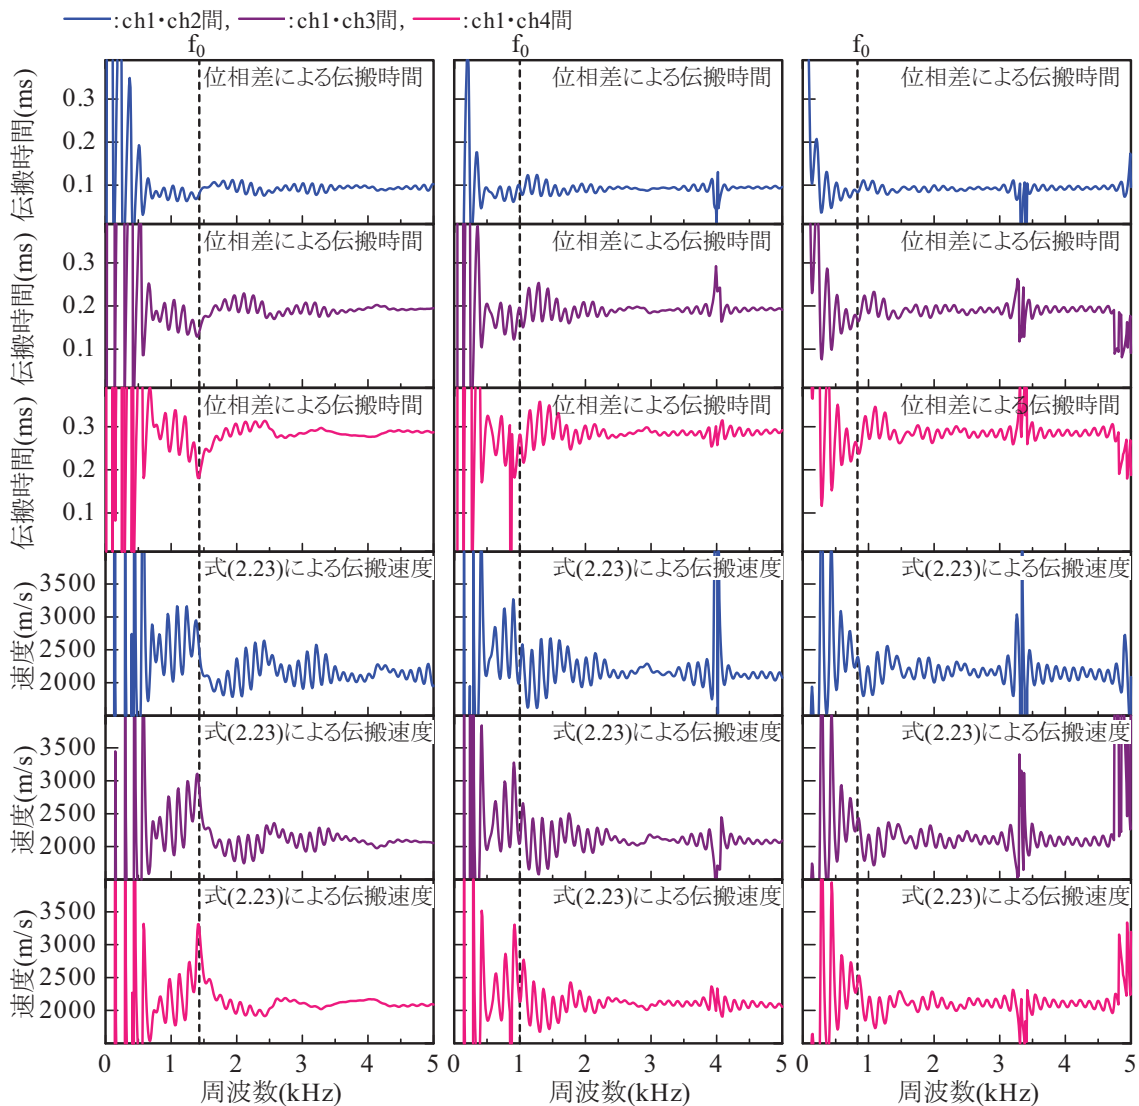 :ch1・ch2間, :ch1・ch3間, :ch1・ch4間
f0 f0 f0
伝搬時間(ms) 0.3 0.2 0.1 位相差による伝搬時間 位相差による伝搬時間 位相差による伝搬時間
伝搬時間(ms) 0.3 0.2 0.1 位相差による伝搬時間 位相差による伝搬時間 位相差による伝搬時間
伝搬時間(ms) 0.3 0.2 0.1 位相差による伝搬時間 位相差による伝搬時間 位相差による伝搬時間
速度(m/s) 3500 3000 2500 2000 式(2.23)による伝搬速度 式(2.23)による伝搬速度 式(2.23)による伝搬速度
速度(m/s) 3500 3000 2500 2000 式(2.23)による伝搬速度 式(2.23)による伝搬速度 式(2.23)による伝搬速度
速度(m/s) 3500 3000 2500 2000 式(2.23)による伝搬速度 式(2.23)による伝搬速度 式(2.23)による伝搬速度
0 1 2 3 4 5 0 1 2 3 4 5 0 1 2 3 4 5
周波数(kHz) 周波数(kHz) 周波数(kHz)